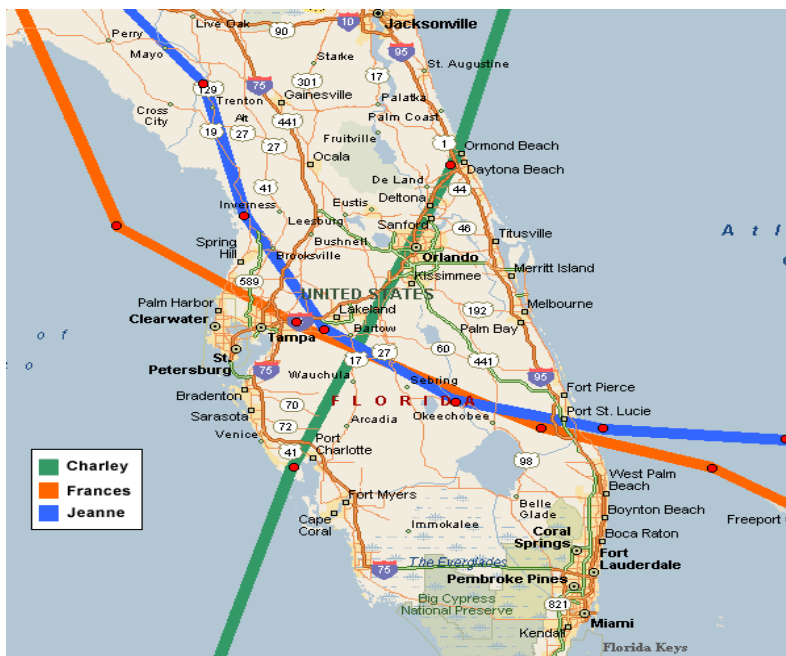 Live Oak
90
10
Jacksonville
Perry
Mayo
Starke
95
St. Augustine
129
75
301
17
Trenton
Gainesville
Palatka
Cross
City
Alt
441
Palm Coast
19
27
27
Fruitville
1
Ormond Beach
Ocala
Daytona Beach
41
De Land
44
Inverness
Eustis
Deltona
Leesburg
Sanford
46
Titusville
Spring
Hill
Bushnell
Orlando
A t l
Brooksville
Kissimmee
Merritt Island
589
UNITED STATES
Palm Harbor
Lakeland
192
Melbourne
Clearwater
Tampa
Bartow
Palm Bay
o f
c o
St.
Petersburg
17
27
60
441
75
Wauchula
Sebring
95
Fort Pierce
Bradenton
70
F L O R I D A
Port St. Lucie
Sarasota
72
Arcadia
Okeechobee
Venice
41
Port
Charlotte
98
West Palm
Beach
Charley
Frances
Jeanne
Fort Myers
Belle
Glade
Boynton Beach
Freeport
Cape
Coral
Immokalee
Coral
Springs
Boca Raton
Fort
Lauderdale
75
The Everglades
Pembroke Pines
Big Cypress
National Preserve
821
Miami
Kendall
Florida Keys